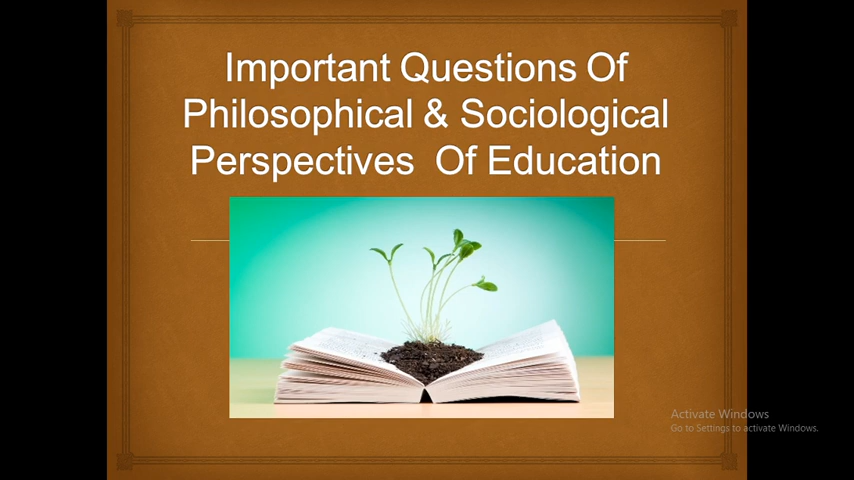 Important Questions Of
Philosophical & Sociological
Perspectives Of Education
Activate Windows
Go to Settings to activate Windows.